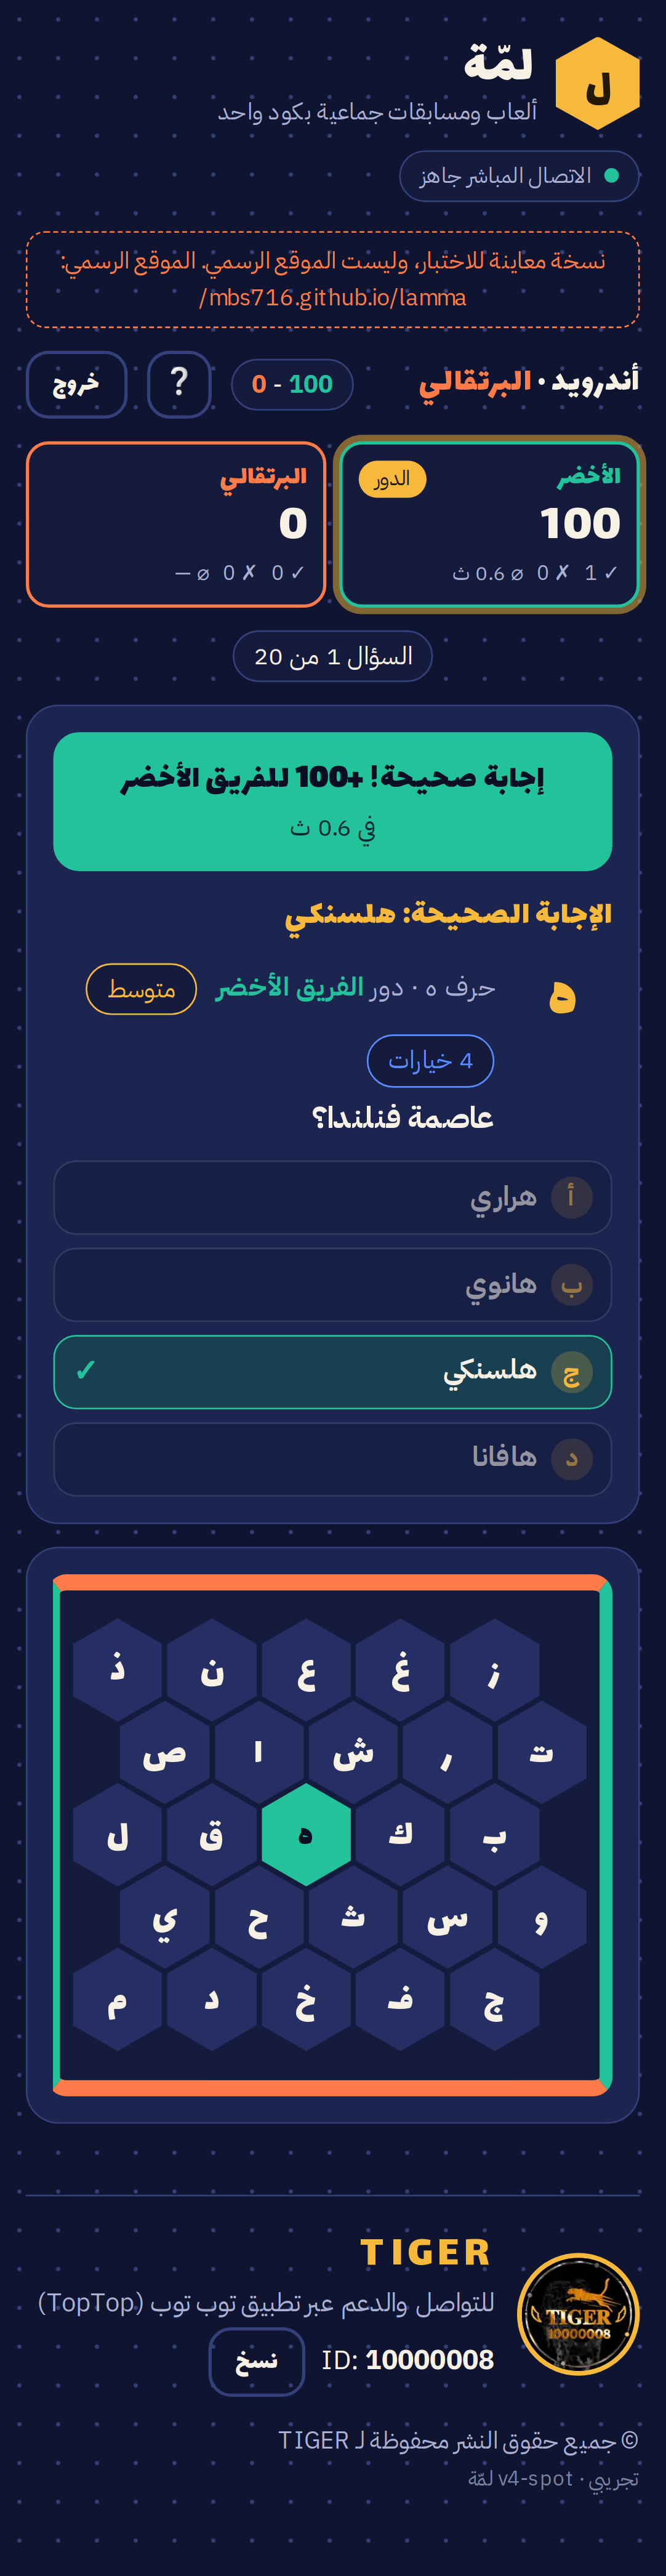 ل
لمّة
ألعاب ومسابقات جماعية بكود واحد
الاتصال المباشر جاهز
نسخة معاينة للاختبار، وليست الموقع الرسمي. الموقع الرسمي:
mbs716.github.io/lamma/
أندرويد · البرتقالي
100 - 0
?
خروج
الأخضر
الدور
100
✓ 1 ✗ 0 ⌀ 0.6 ث
البرتقالي
0
✓ 0 ✗ 0 ⌀ —
السؤال 1 من 20
إجابة صحيحة! +100 للفريق الأخضر
في 0.6 ث
الإجابة الصحيحة: هلسنكي
ه
حرف ه · دور الفريق الأخضر
متوسط
4 خيارات
عاصمة فنلندا؟
أ هراري
ب هانوي
ج هلسنكي ✓
د هافانا
ز غ ع ن ذ
ت ر ش ا ص
ب ك ه ق ل
و س ث ح ي
ج ف خ د م
TIGER
10000008
TIGER
للتواصل والدعم عبر تطبيق توب توب (TopTop)
ID: 10000008
نسخ
© جميع حقوق النشر محفوظة لـ TIGER
تجريبي · v4-spot لمّة